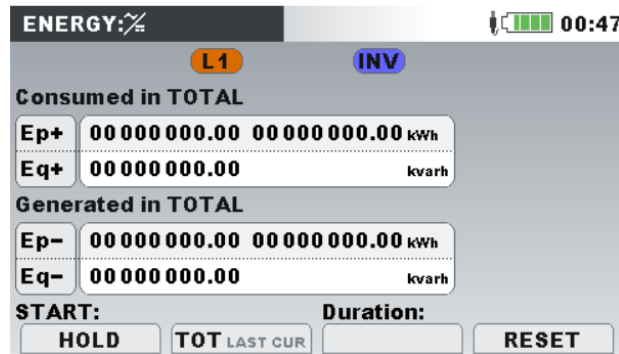 ENERGY: 00:47
L1 INV
Consumed in TOTAL
Ep+ 00000000.00 00000000.00 kWh
Eq+ 00000000.00 kvarh
Generated in TOTAL
Ep- 00000000.00 00000000.00 kWh
Eq- 00000000.00 kvarh
START: Duration:
HOLD TOT LAST CUR RESET